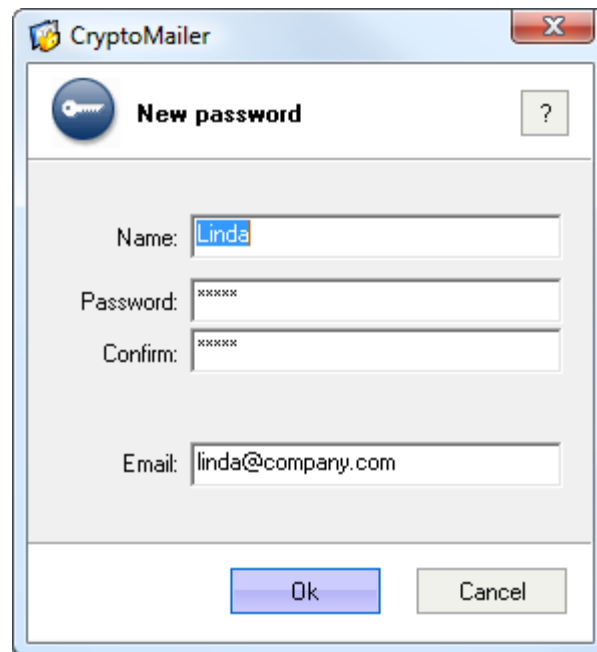 CryptoMailer
New password
?
Name: Linda
Password: *****
Confirm: *****
Email: linda@company.com
Ok Cancel